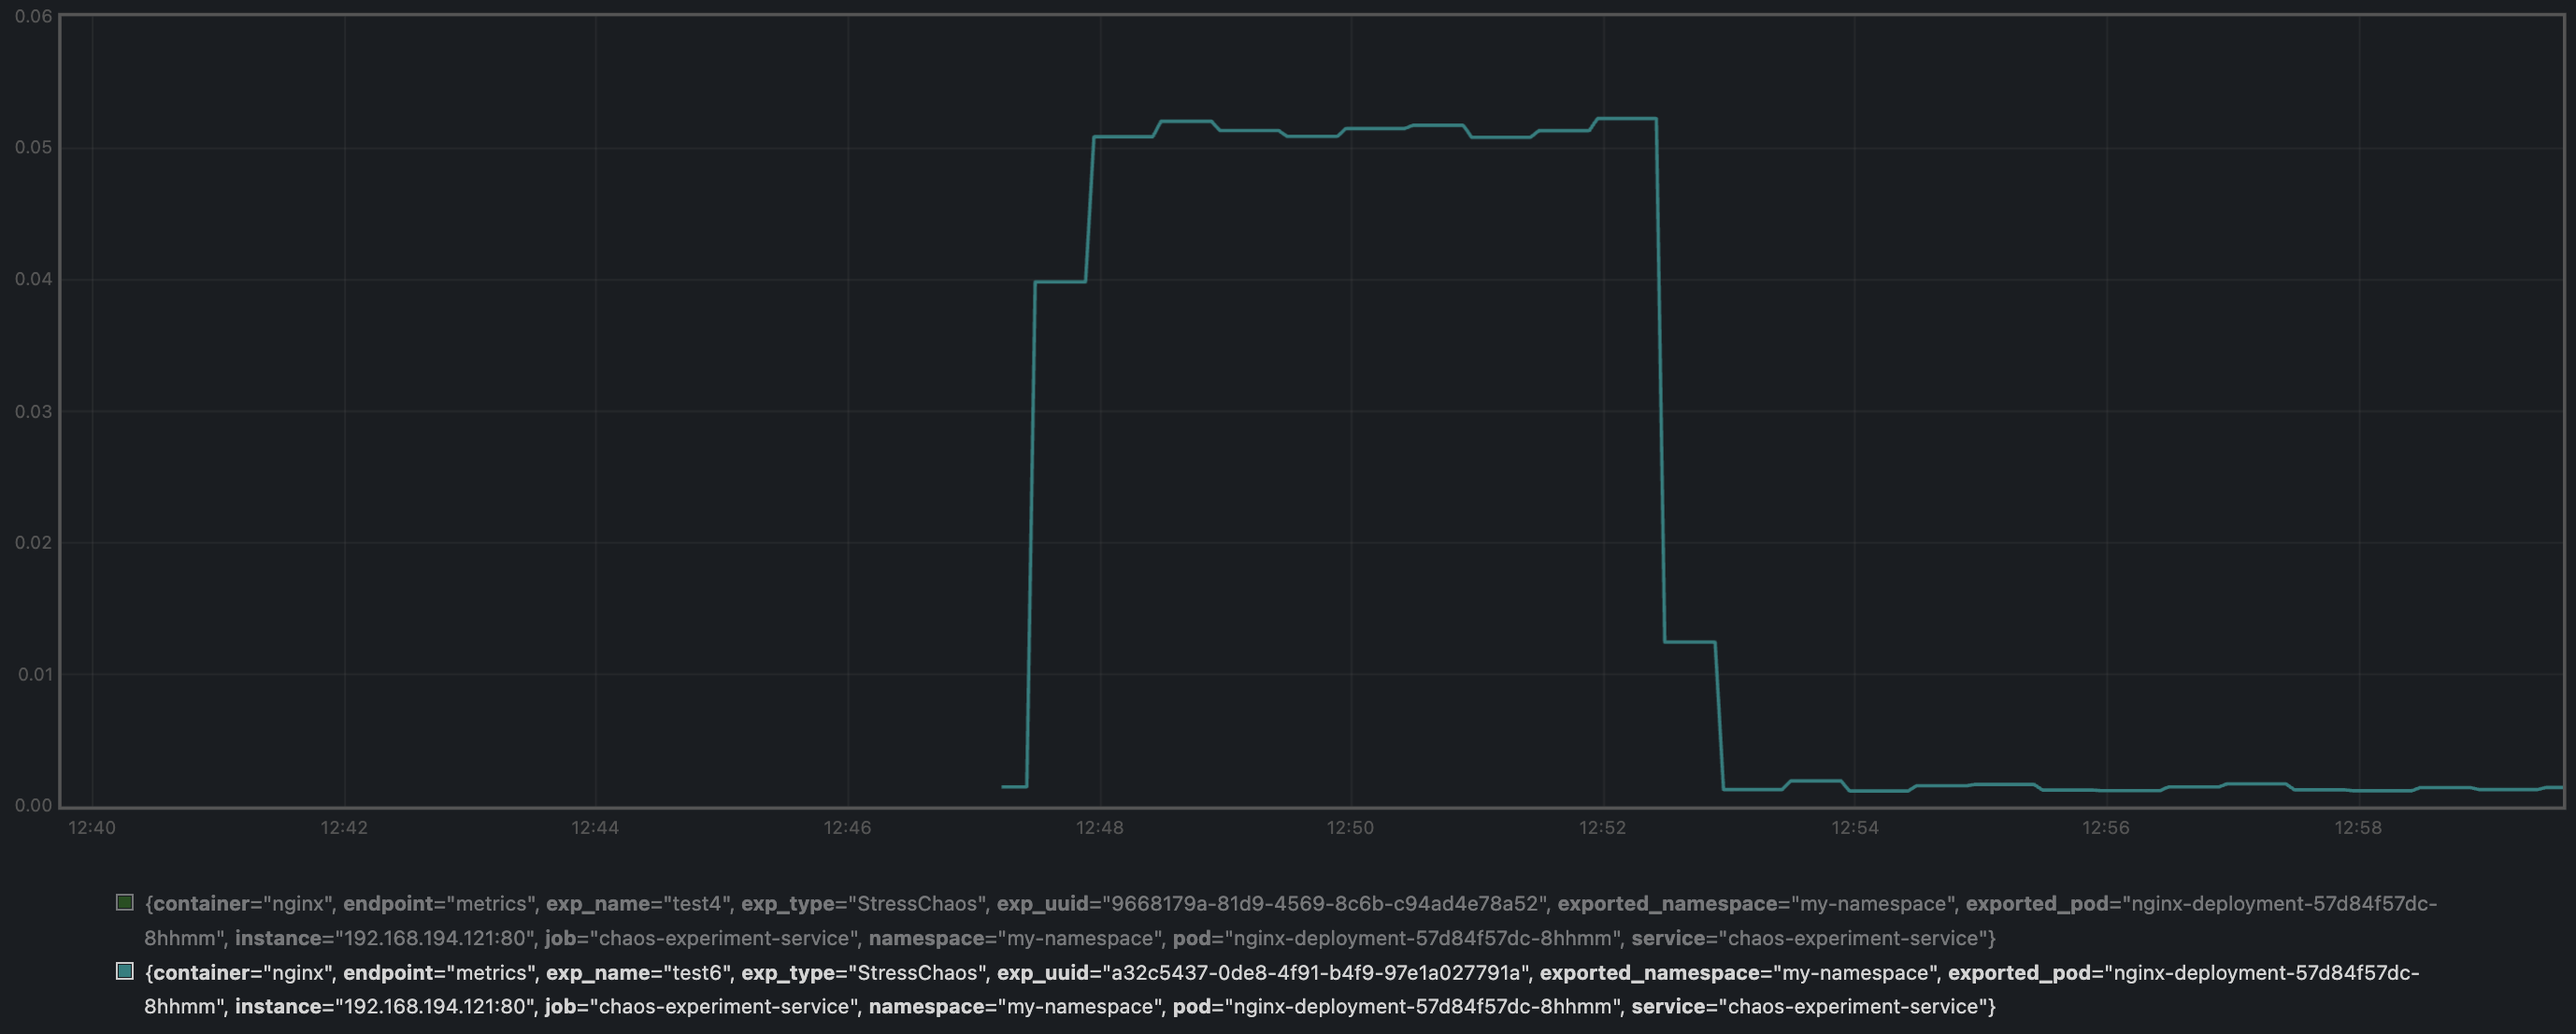 0.06
0.05
0.04
0.03
0.02
0.01
0.00
12:40 12:42 12:44 12:46 12:48 12:50 12:52 12:54 12:56 12:58
{container="nginx", endpoint="metrics", exp_name="test4", exp_type="StressChaos", exp_uuid="9668179a-81d9-4569-8c6b-c94ad4e78a52", exported_namespace="my-namespace", exported_pod="nginx-deployment-57d84f57dc-
8hhmm", instance="192.168.194.121:80", job="chaos-experiment-service", namespace="my-namespace", pod="nginx-deployment-57d84f57dc-8hhmm", service="chaos-experiment-service"}
{container="nginx", endpoint="metrics", exp_name="test6", exp_type="StressChaos", exp_uuid="a32c5437-0de8-4f91-b4f9-97e1a027791a", exported_namespace="my-namespace", exported_pod="nginx-deployment-57d84f57dc-
8hhmm", instance="192.168.194.121:80", job="chaos-experiment-service", namespace="my-namespace", pod="nginx-deployment-57d84f57dc-8hhmm", service="chaos-experiment-service"}